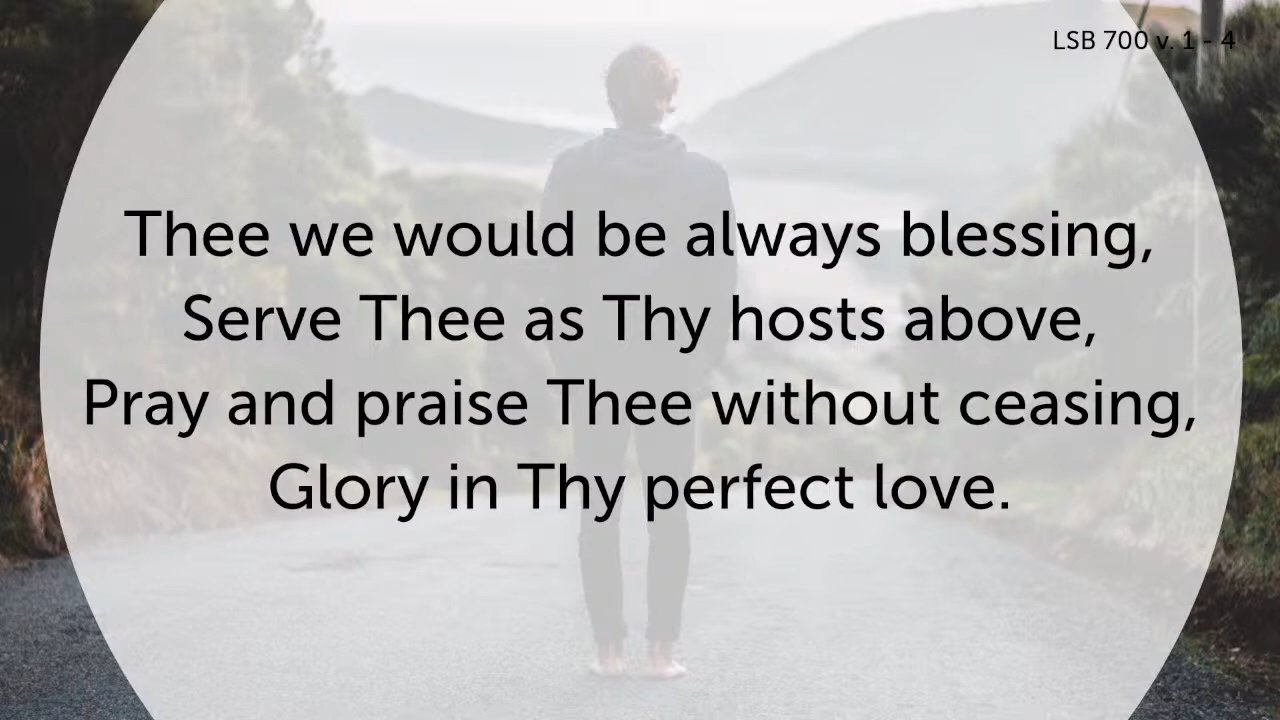 LSB 700 v. 1 - 4
Thee we would be always blessing,
Serve Thee as Thy hosts above,
Pray and praise Thee without ceasing,
Glory in Thy perfect love.